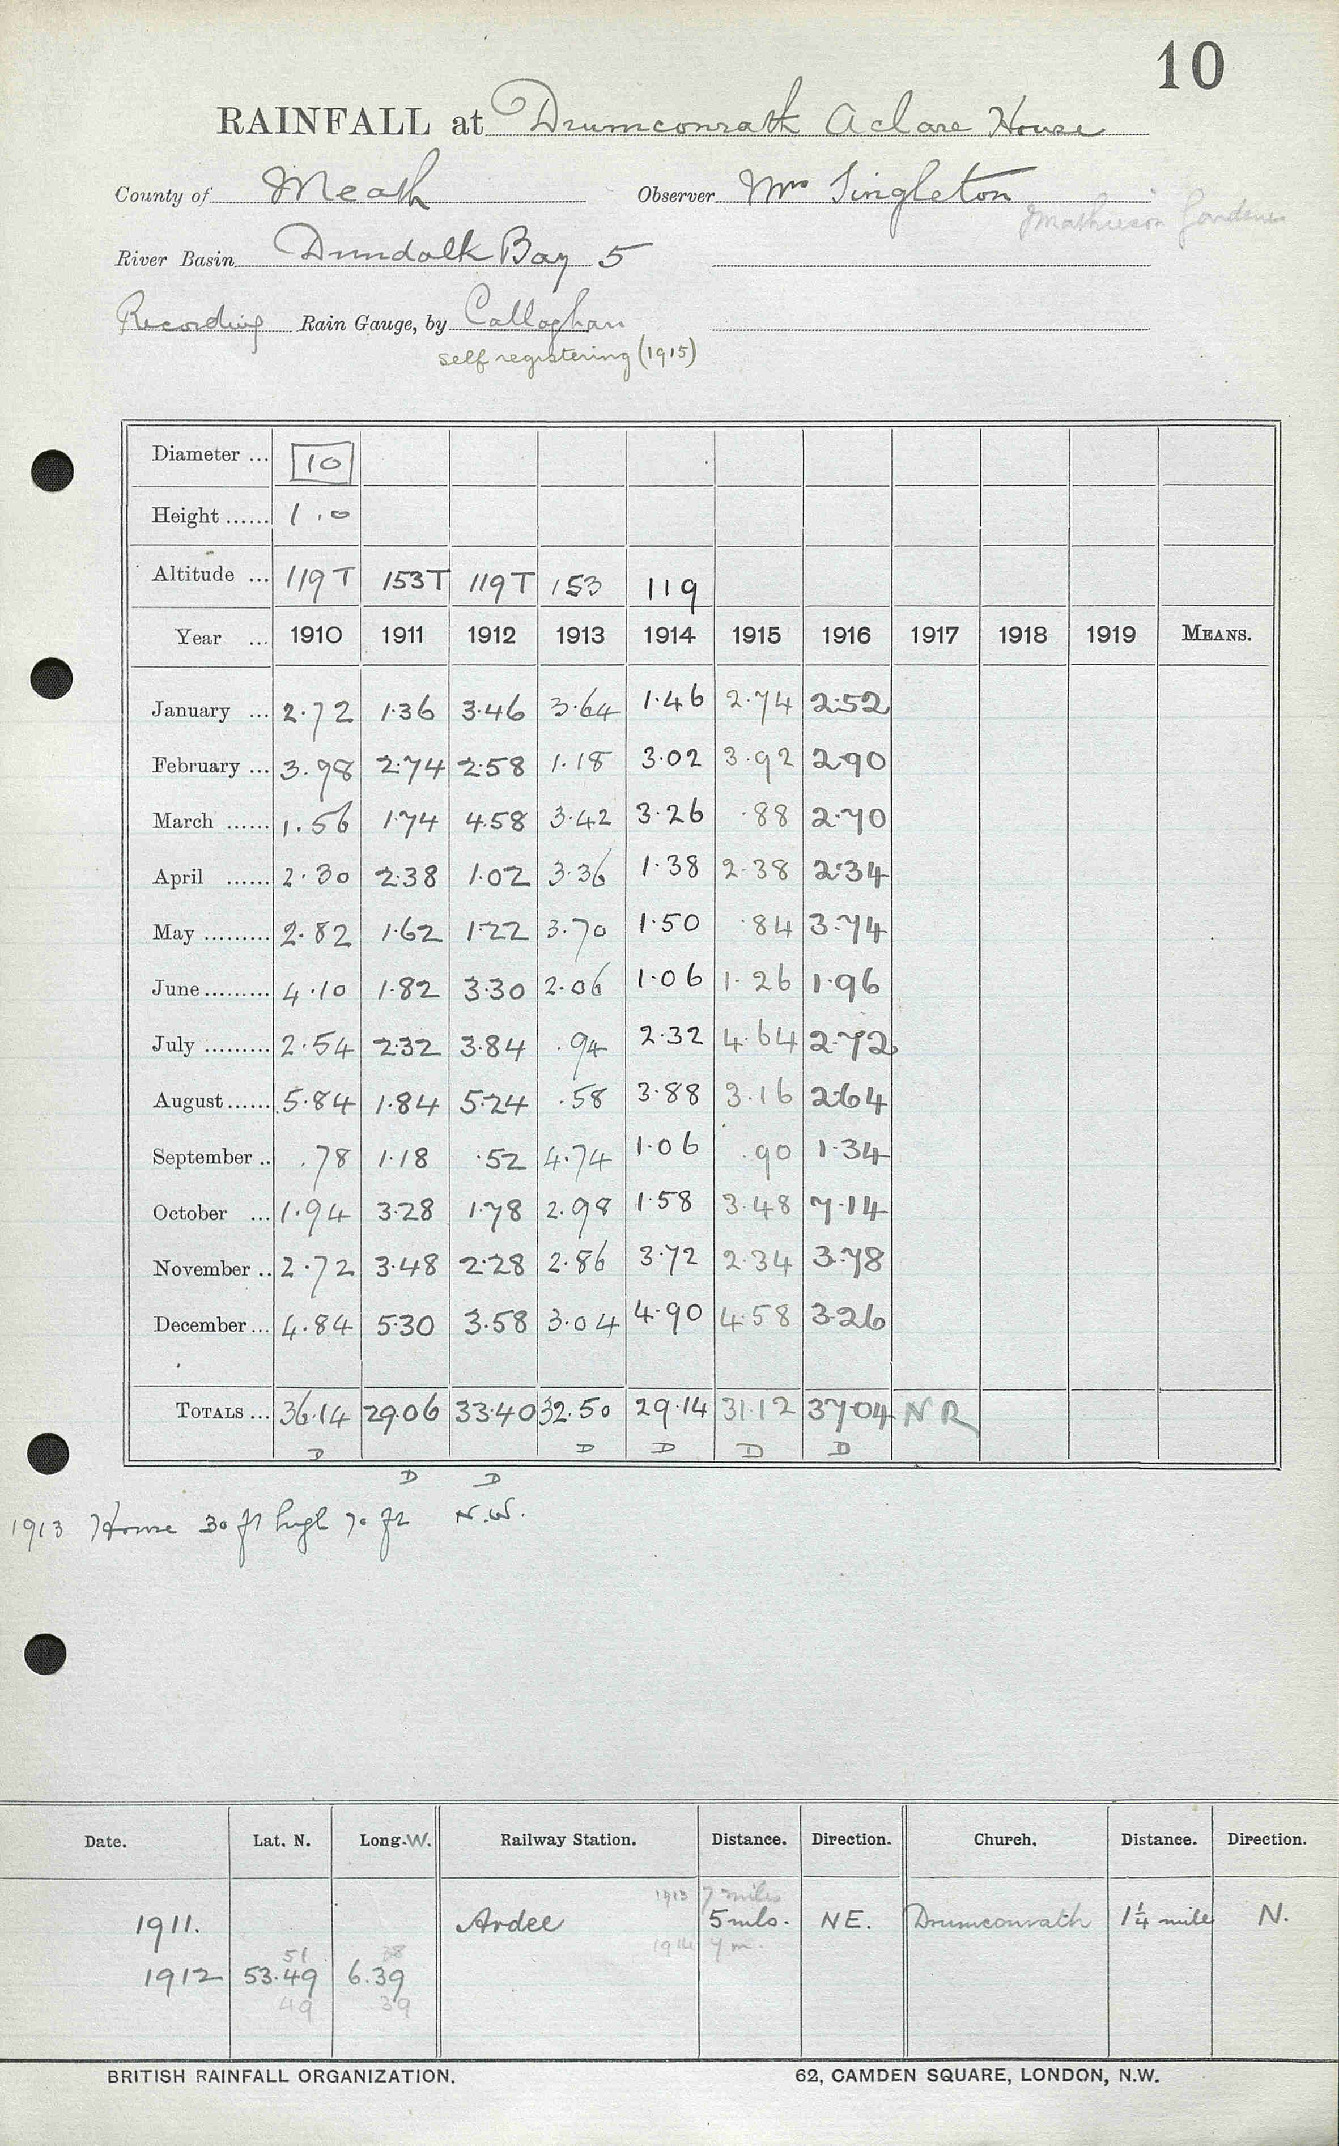 10
RAINFALL at Drumconrath Aclare House
County of Meath Observer Mrs Singleton
Mathieson Gardener
River Basin Dundalk Bay 5
Recording Rain Gauge, by Callaghan
self registering (1915)
Diameter ... 10
Height ...... 1.0
Altitude ... 119T 153T 119T 153 119
Year ... 1910 1911 1912 1913 1914 1915 1916 1917 1918 1919 MEANS.
January ... 2.72 1.36 3.46 3.64 1.46 2.74 2.52
February ... 3.98 2.74 2.58 1.18 3.02 3.92 2.90
March ...... 1.56 1.74 4.58 3.42 3.26 .88 2.70
April ...... 2.30 2.38 1.02 3.36 1.38 2.38 2.34
May ......... 2.82 1.62 1.22 3.70 1.50 .84 3.74
June ......... 4.10 1.82 3.30 2.06 1.06 1.26 1.96
July ......... 2.54 2.32 3.84 .94 2.32 4.64 2.72
August ...... 5.84 1.84 5.24 .58 3.88 3.16 2.64
September .. .78 1.18 .52 4.74 1.06 .90 1.34
October ... 1.94 3.28 1.78 2.98 1.58 3.48 7.14
November .. 2.72 3.48 2.28 2.86 3.72 2.34 3.78
December ... 4.84 5.30 3.58 3.04 4.90 4.58 3.26
TOTALS ... 36.14 29.06 33.40 32.50 29.14 31.12 37.04 NR
D D D D D
D D
1913 House 30 ft high 70 ft N.W.
Date. Lat. N. Long. W. Railway Station. Distance. Direction. Church. Distance. Direction.
1913 7 miles
1911. Ardee 5 mls. NE. Drumconrath 1¼ mile N.
1914 7 m.
51 38
1912 53.49 6.39
49 39
BRITISH RAINFALL ORGANIZATION. 62, CAMDEN SQUARE, LONDON, N.W.